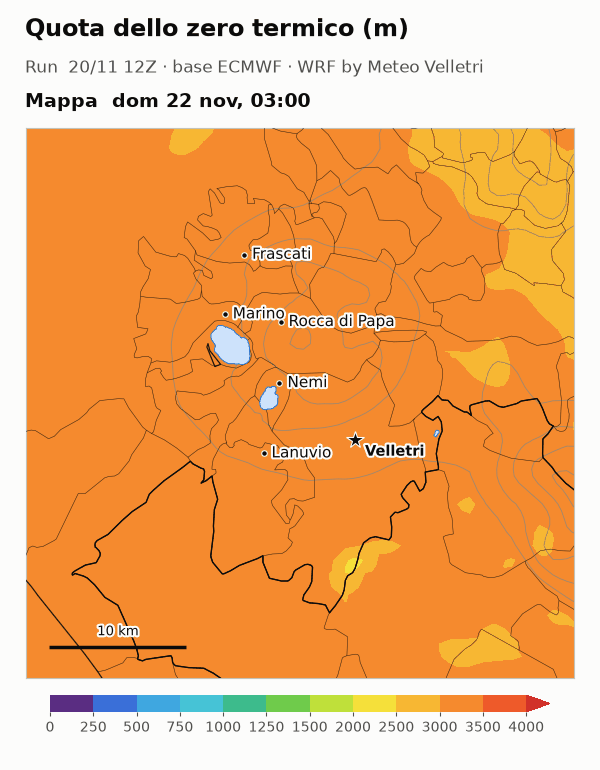 Quota dello zero termico (m)
Run  20/11 12Z · base ECMWF · WRF by Meteo Velletri
Mappa  dom 22 nov, 03:00
Frascati
Marino
Rocca di Papa
Nemi
Velletri
Lanuvio
10 km
0 250 500 750 1000 1250 1500 2000 2500 3000 3500 4000